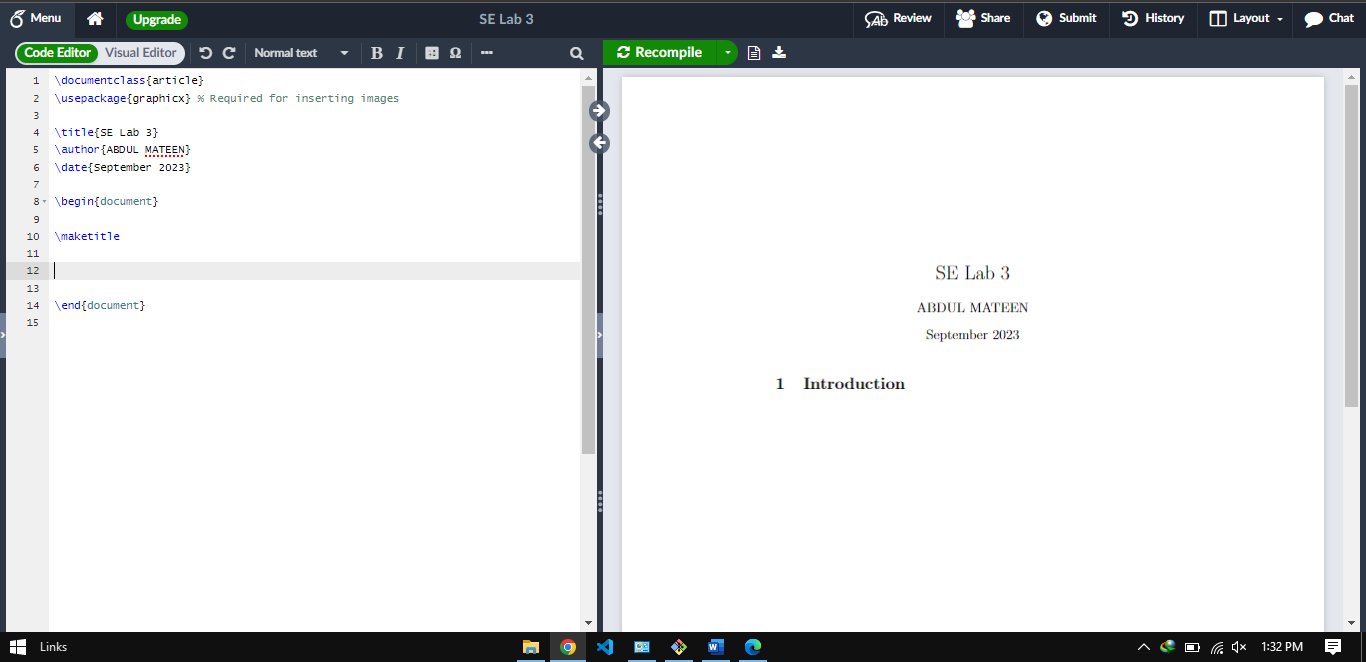 Menu
Upgrade
SE Lab 3
Review
Share
Submit
History
Layout
Chat
Code Editor
Visual Editor
Normal text
B I
Ω
Recompile
1 \documentclass{article}
2 \usepackage{graphicx} % Required for inserting images
3
4 \title{SE Lab 3}
5 \author{ABDUL MATEEN}
6 \date{September 2023}
7
8 \begin{document}
9
10 \maketitle
11
12
13
14 \end{document}
15
SE Lab 3
ABDUL MATEEN
September 2023
1 Introduction
Links
1:32 PM